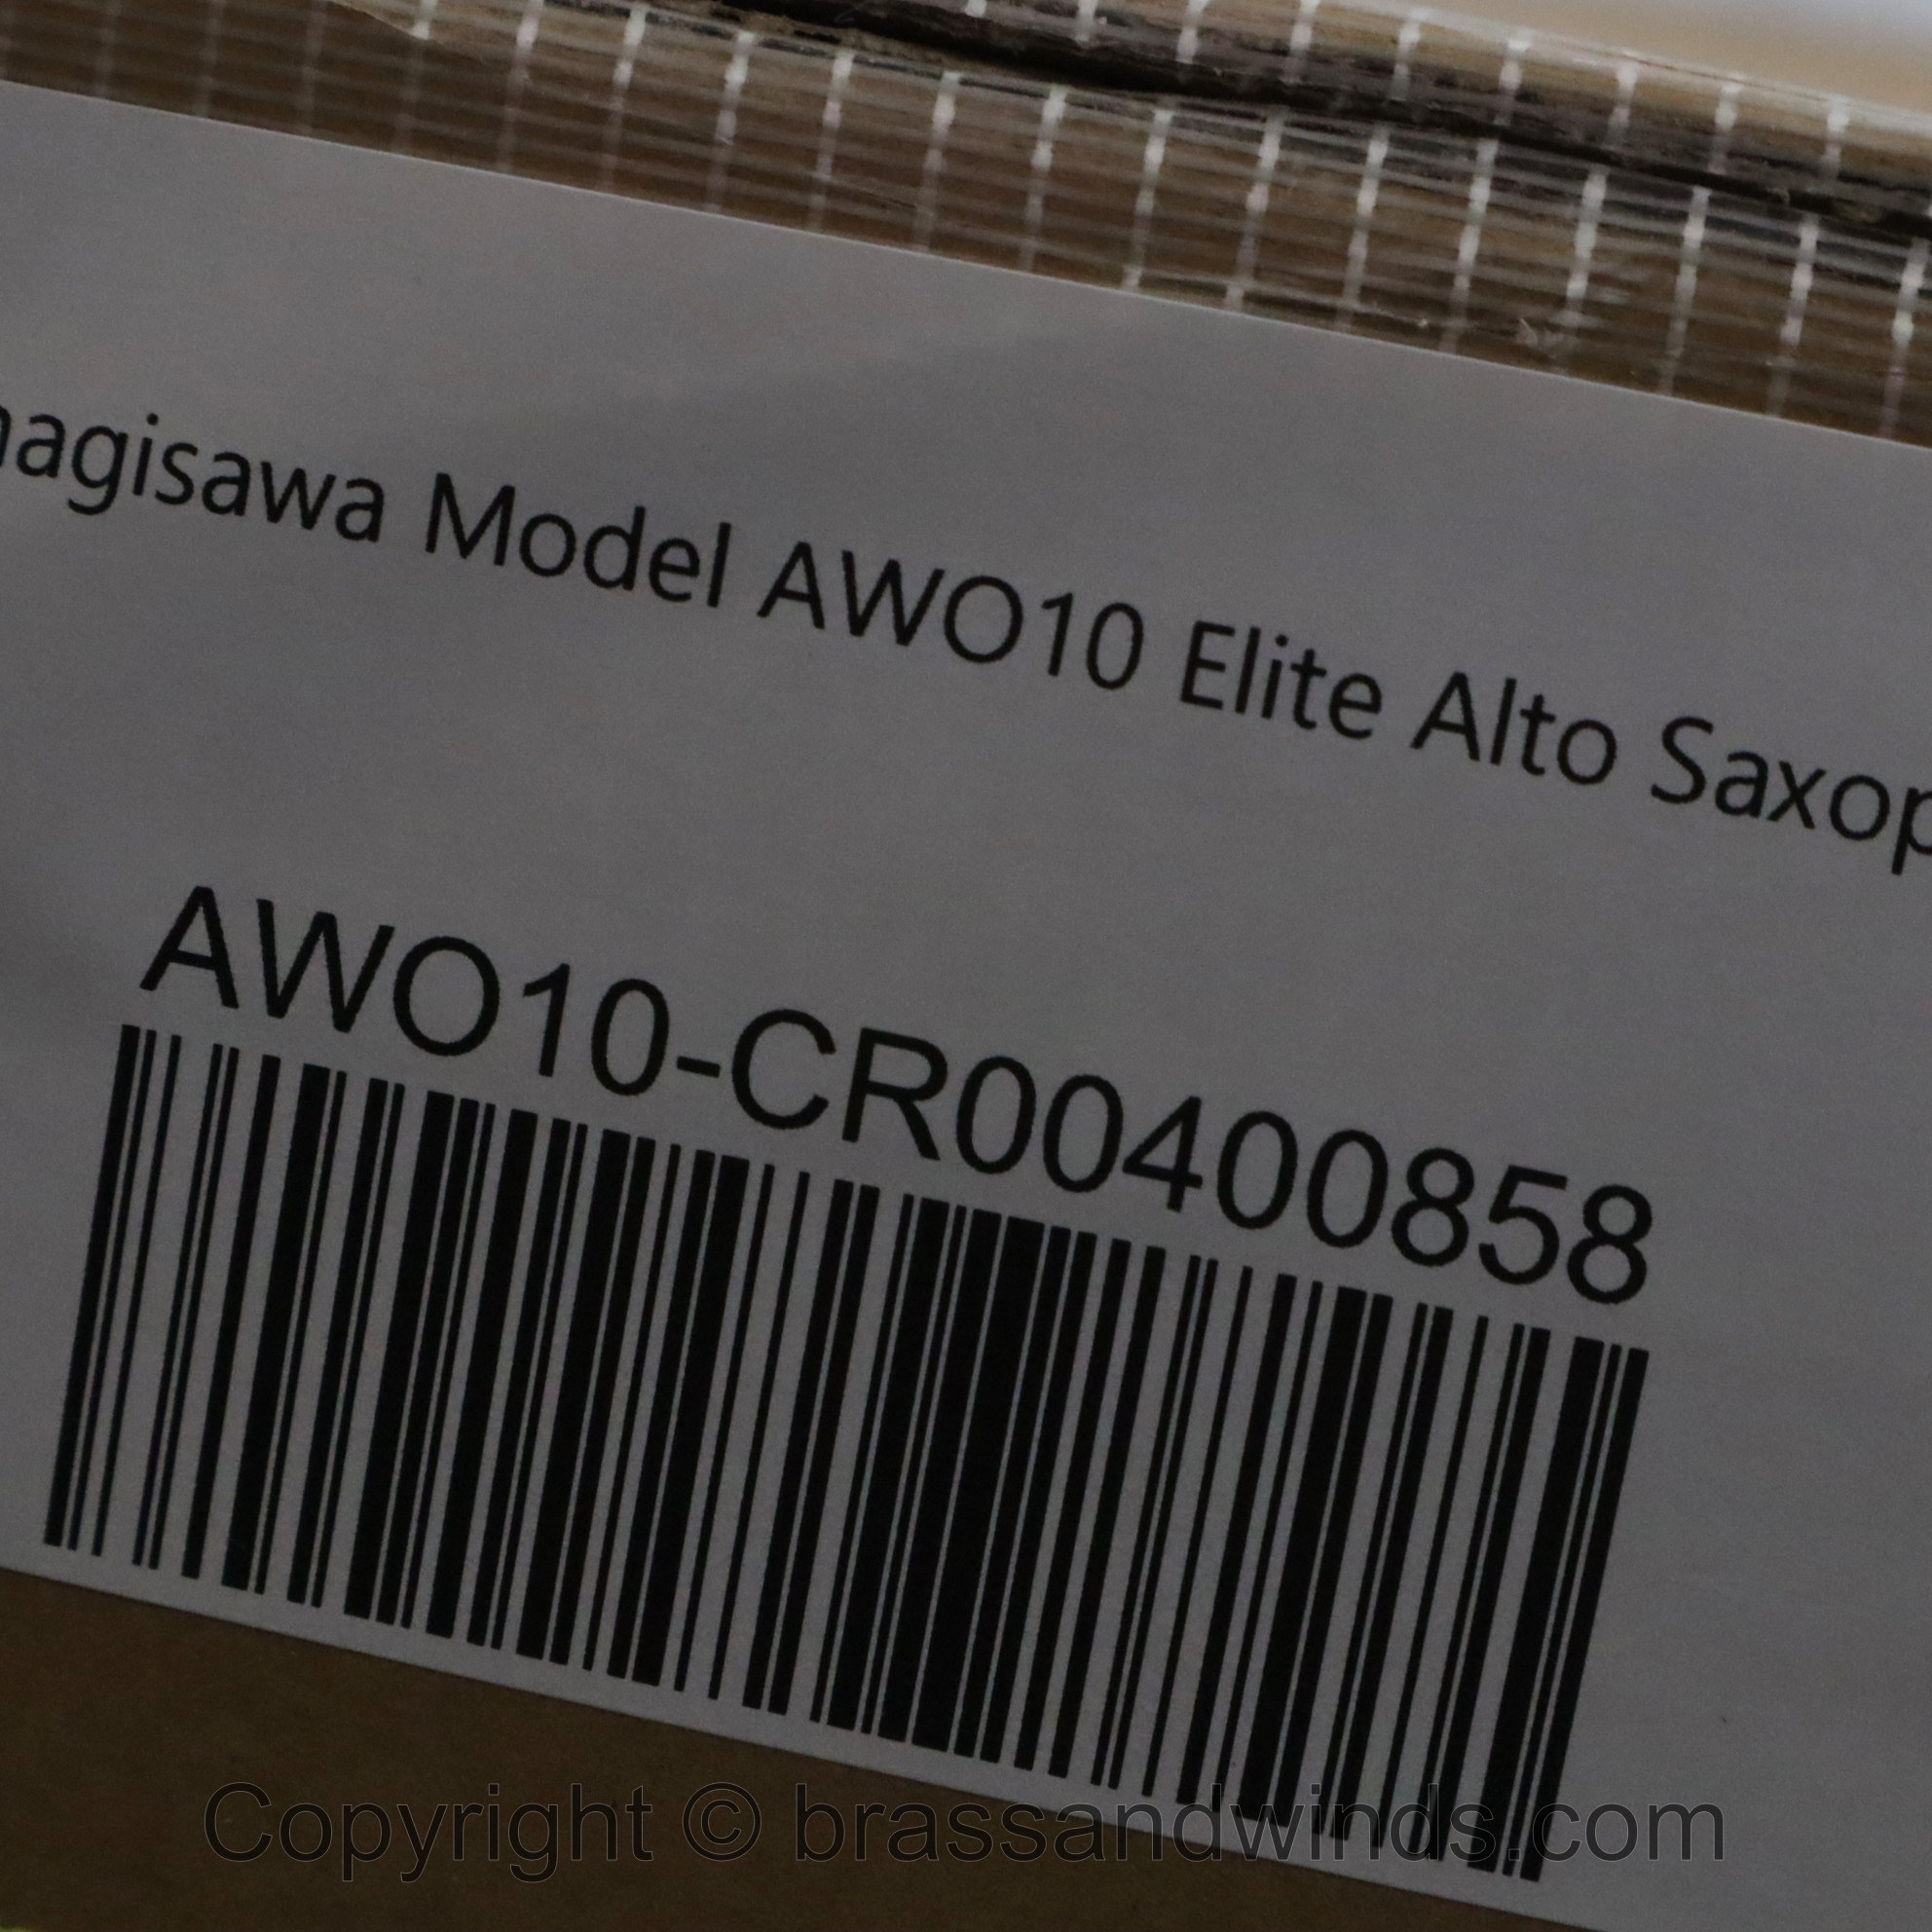 nagisawa Model AWO10 Elite Alto Saxop
AWO10-CR00400858
Copyright © brassandwinds.com